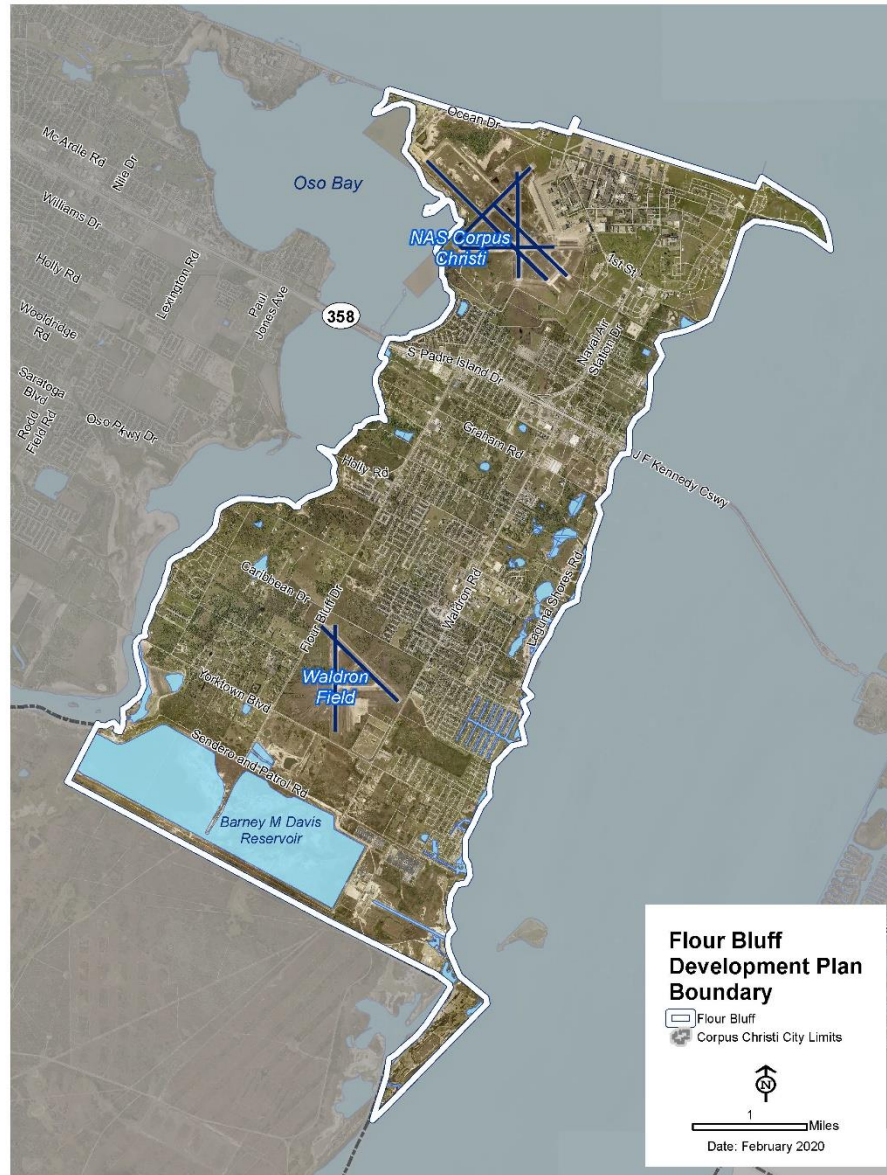 Ocean Dr
Mc Ardle Rd
Nile Dr
Oso Bay
Williams Dr
NAS Corpus
Christi
Holly Rd
Lexington Rd
1st St
Paul
Jones Ave
Wooldridge
Rd
358
Naval Air
Station Dr
S Padre Island Dr
Saratoga
Blvd
Rodd
Field Rd
Oso Pkwy Dr
Graham Rd
J F Kennedy Cswy
Holly Rd
Caribbean Dr
Flour Bluff Dr
Waldron Rd
Laguna Shores Rd
Waldron
Field
Yorktown Blvd
Sendero and Patrol Rd
Barney M Davis
Reservoir
Flour Bluff
Development Plan
Boundary
Flour Bluff
Corpus Christi City Limits
N
1
Miles
Date: February 2020